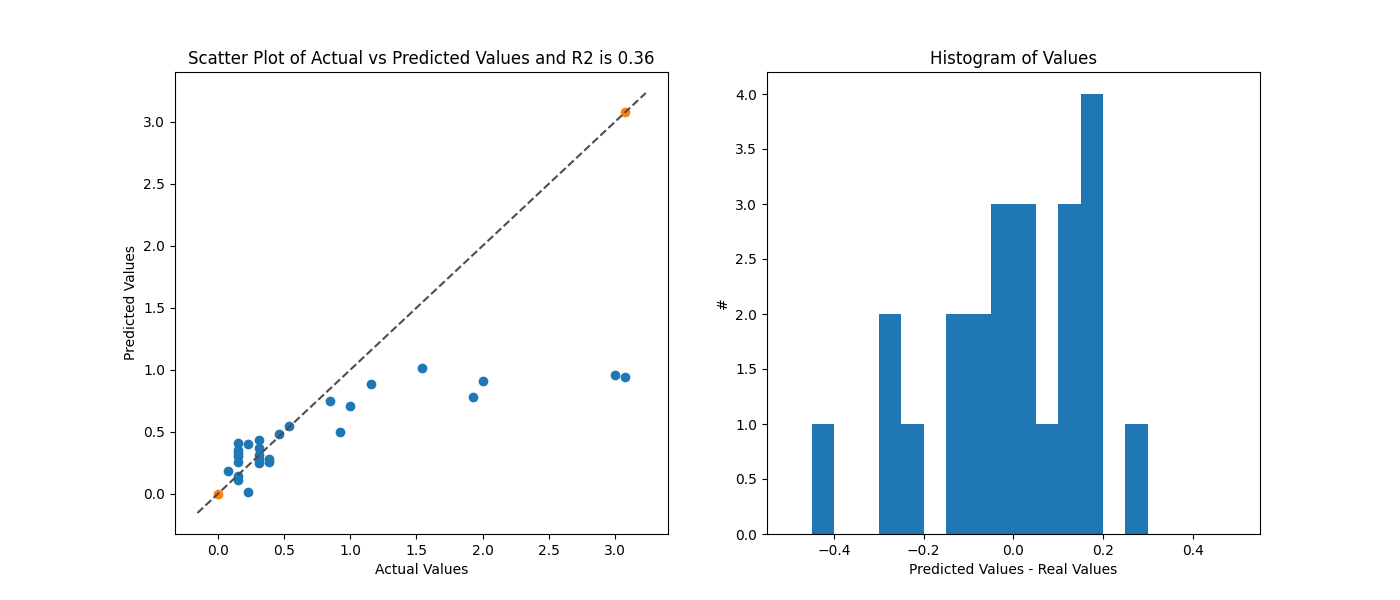 Scatter Plot of Actual vs Predicted Values and R2 is 0.36
3.0
2.5
2.0
1.5
1.0
0.5
0.0
Predicted Values
0.0 0.5 1.0 1.5 2.0 2.5 3.0
Actual Values
Histogram of Values
4.0
3.5
3.0
2.5
2.0
1.5
1.0
0.5
0.0
#
−0.4 −0.2 0.0 0.2 0.4
Predicted Values - Real Values